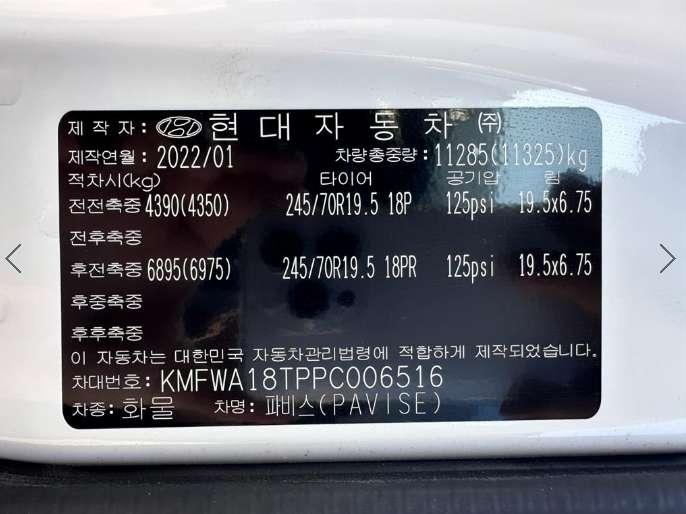 제 작 자 : 현 대 자 동 차 ㈜
제작연월 : 2022/01 차량총중량 : 11285(11325)kg
적차시(kg) 타이어 공기압 림
전전축중 4390(4350) 245/70R19.5 18P 125psi 19.5x6.75
전후축중
후전축중 6895(6975) 245/70R19.5 18PR 125psi 19.5x6.75
후중축중
후후축중
이 자동차는 대한민국 자동차관리법령에 적합하게 제작되었습니다.
차대번호 : KMFWA18TPPC006516
차종 : 화물 차명 : 파비스(PAVISE)